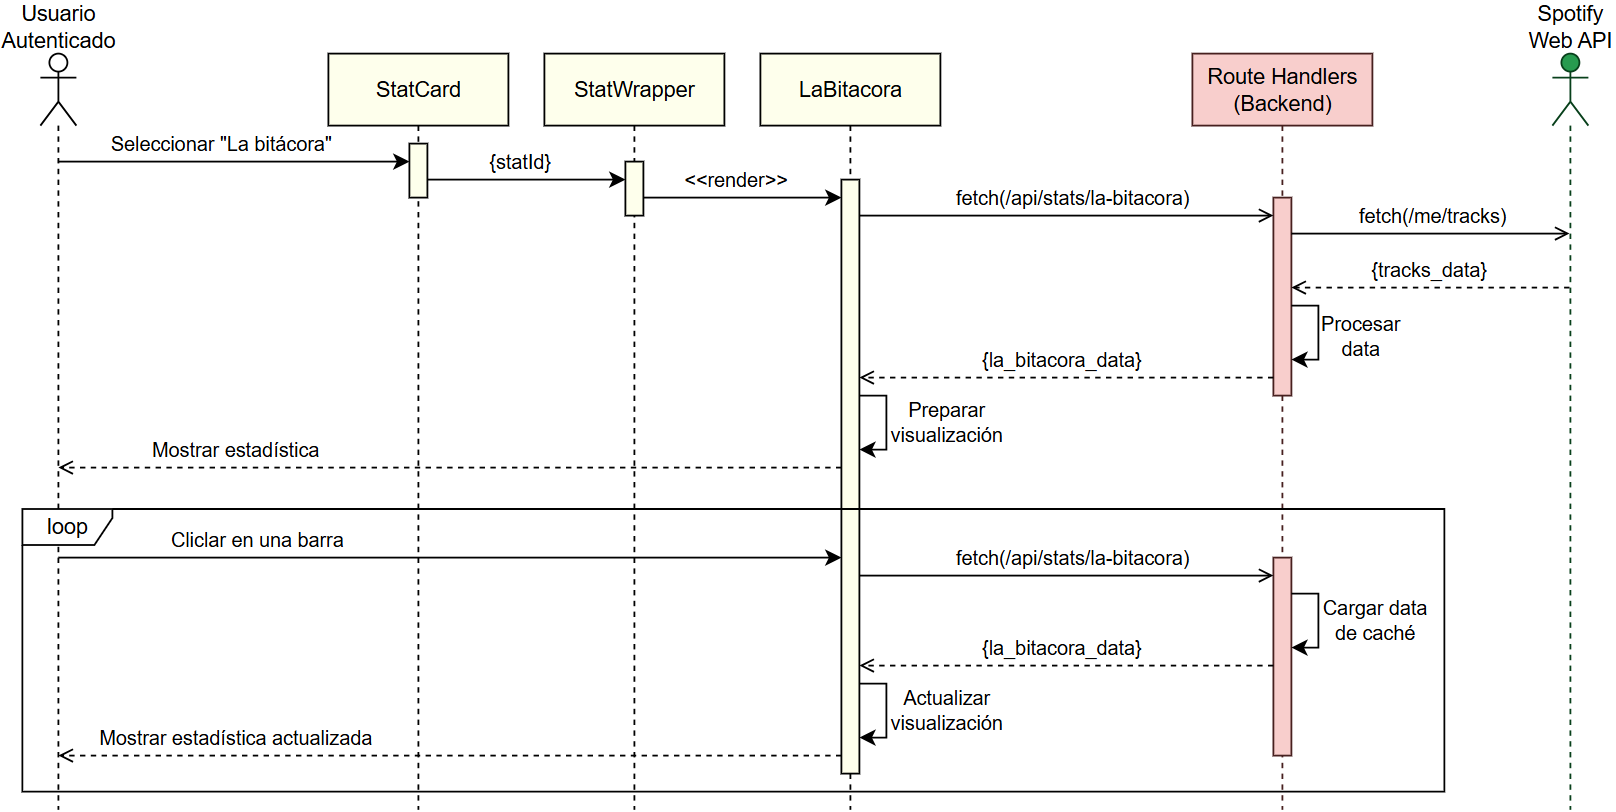 Usuario
Autenticado
Spotify
Web API
StatCard
StatWrapper
LaBitacora
Route Handlers
(Backend)
Seleccionar "La bitácora"
{statId}
<<render>>
fetch(/api/stats/la-bitacora)
fetch(/me/tracks)
{tracks_data}
Procesar
data
{la_bitacora_data}
Preparar
visualización
Mostrar estadística
loop
Cliclar en una barra
fetch(/api/stats/la-bitacora)
Cargar data
de caché
{la_bitacora_data}
Actualizar
visualización
Mostrar estadística actualizada